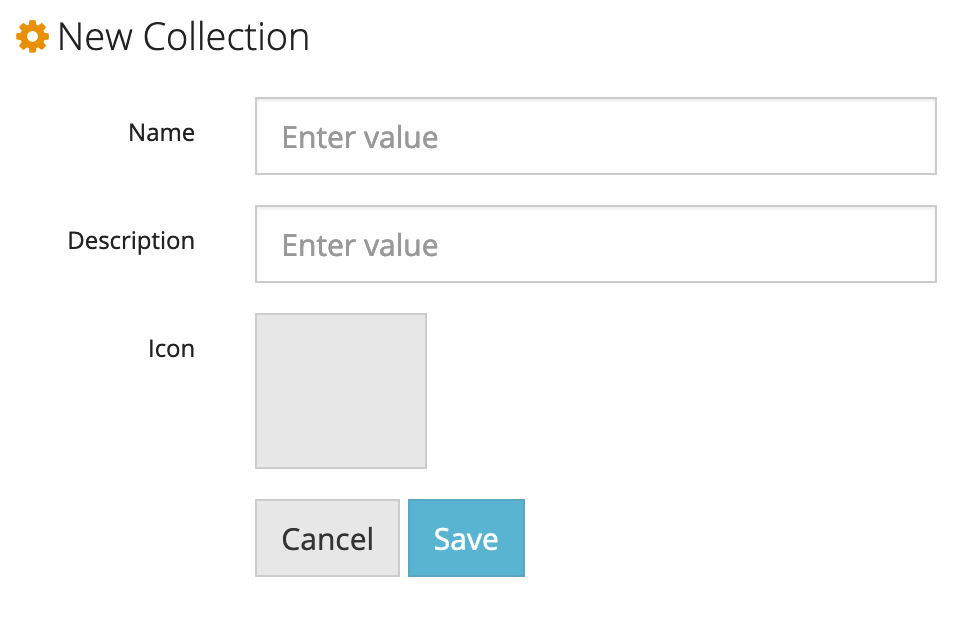 New Collection
Name
Enter value
Description
Enter value
Icon
Cancel
Save